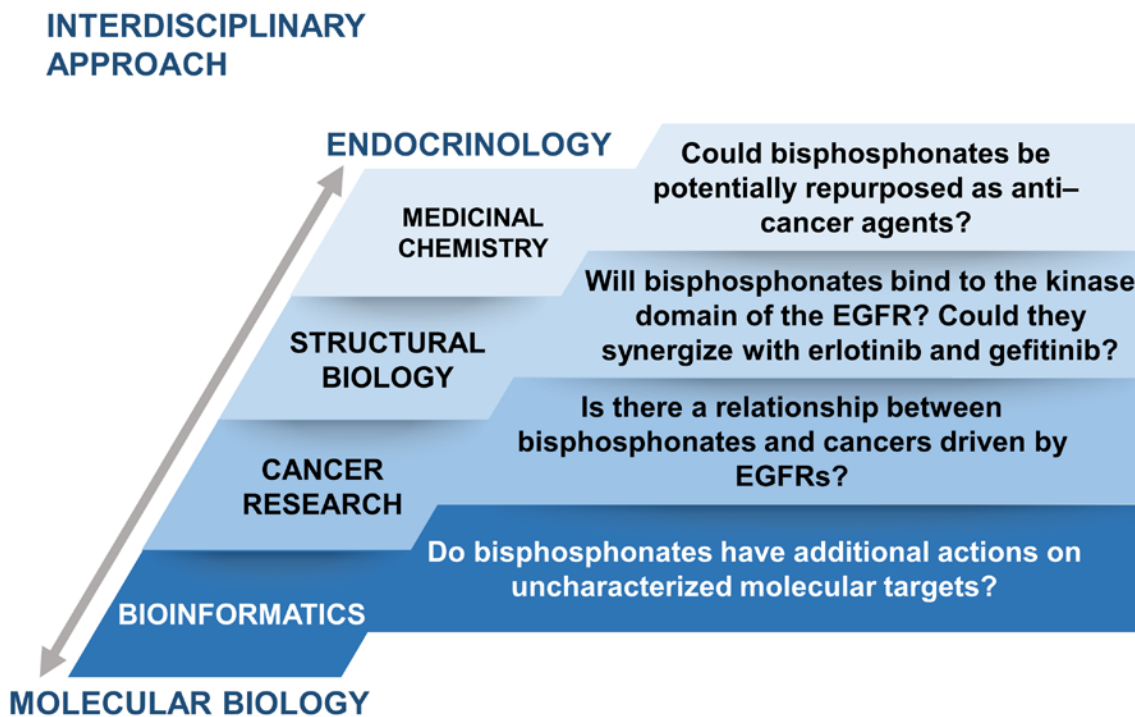 INTERDISCIPLINARY
APPROACH
ENDOCRINOLOGY
MEDICINAL
CHEMISTRY
Could bisphosphonates be
potentially repurposed as anti–
cancer agents?
STRUCTURAL
BIOLOGY
Will bisphosphonates bind to the kinase
domain of the EGFR? Could they
synergize with erlotinib and gefitinib?
CANCER
RESEARCH
Is there a relationship between
bisphosphonates and cancers driven by
EGFRs?
BIOINFORMATICS
Do bisphosphonates have additional actions on
uncharacterized molecular targets?
MOLECULAR BIOLOGY